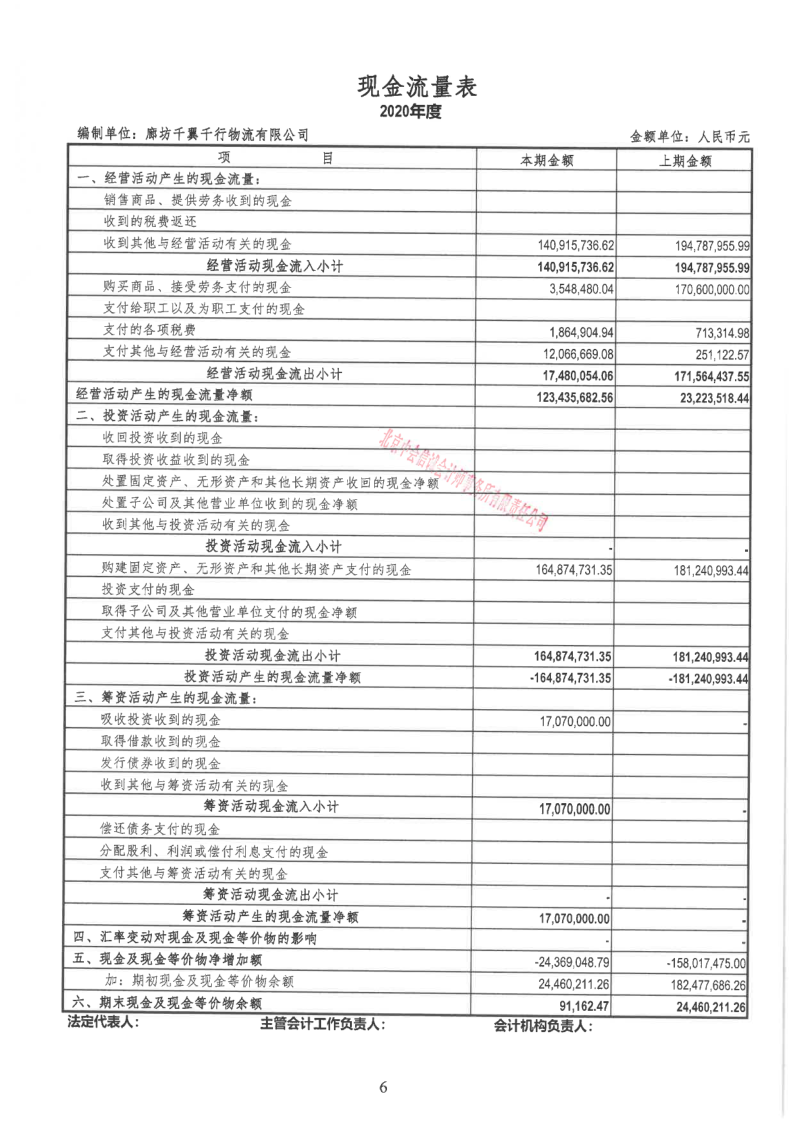 现金流量表
2020年度
编制单位：廊坊千翼千行物流有限公司 金额单位：人民币元
项 目 本期金额 上期金额
一、经营活动产生的现金流量：
销售商品、提供劳务收到的现金
收到的税费返还
收到其他与经营活动有关的现金 140,915,736.62 194,787,955.99
经营活动现金流入小计 140,915,736.62 194,787,955.99
购买商品、接受劳务支付的现金 3,548,480.04 170,600,000.00
支付给职工以及为职工支付的现金
支付的各项税费 1,864,904.94 713,314.98
支付其他与经营活动有关的现金 12,066,669.08 251,122.57
经营活动现金流出小计 17,480,054.06 171,564,437.55
经营活动产生的现金流量净额 123,435,682.56 23,223,518.44
二、投资活动产生的现金流量：
收回投资收到的现金
取得投资收益收到的现金
处置固定资产、无形资产和其他长期资产收回的现金净额
处置子公司及其他营业单位收到的现金净额
收到其他与投资活动有关的现金
投资活动现金流入小计 - -
购建固定资产、无形资产和其他长期资产支付的现金 164,874,731.35 181,240,993.44
投资支付的现金
取得子公司及其他营业单位支付的现金净额
支付其他与投资活动有关的现金
投资活动现金流出小计 164,874,731.35 181,240,993.44
投资活动产生的现金流量净额 -164,874,731.35 -181,240,993.44
三、筹资活动产生的现金流量：
吸收投资收到的现金 17,070,000.00 -
取得借款收到的现金
发行债券收到的现金
收到其他与筹资活动有关的现金
筹资活动现金流入小计 17,070,000.00 -
偿还债务支付的现金
分配股利、利润或偿付利息支付的现金
支付其他与筹资活动有关的现金
筹资活动现金流出小计 - -
筹资活动产生的现金流量净额 17,070,000.00 -
四、汇率变动对现金及现金等价物的影响 - -
五、现金及现金等价物净增加额 -24,369,048.79 -158,017,475.00
加：期初现金及现金等价物余额 24,460,211.26 182,477,686.26
六、期末现金及现金等价物余额 91,162.47 24,460,211.26
法定代表人： 主管会计工作负责人： 会计机构负责人：
6